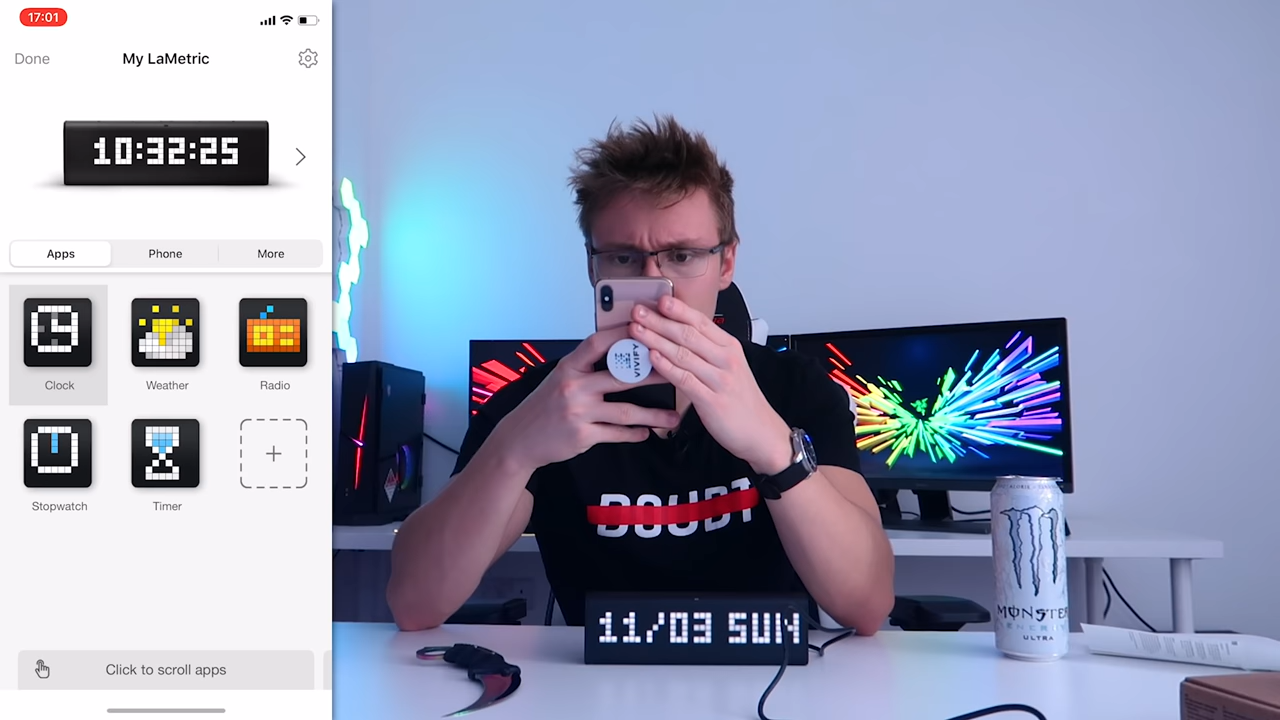 17:01
Done
My LaMetric
10:32:25
Apps
Phone
More
Clock
Weather
Radio
Stopwatch
Timer
+
Click to scroll apps
VIVIFY
DOUBT
11/03 SUN
MONSTER
ENERGY
ULTRA